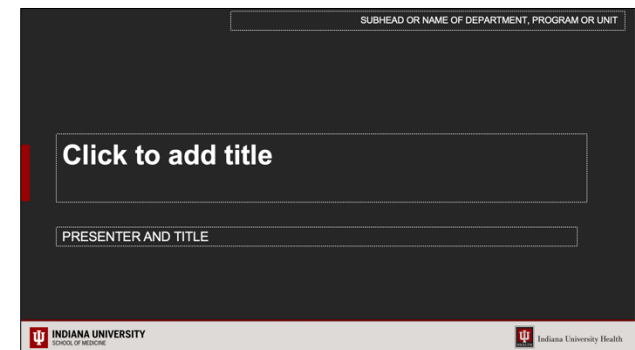 SUBHEAD OR NAME OF DEPARTMENT, PROGRAM OR UNIT
Click to add title
PRESENTER AND TITLE
INDIANA UNIVERSITY
SCHOOL OF MEDICINE
HEALTH
Indiana University Health